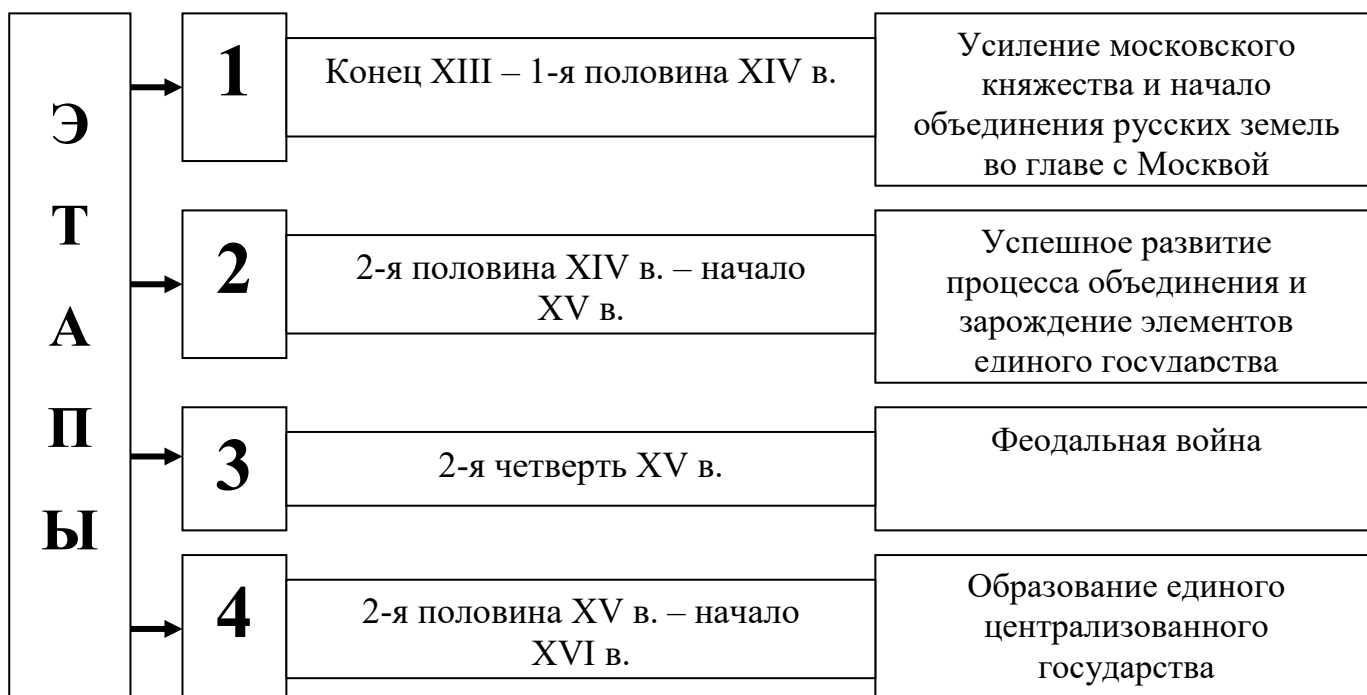 ЭТАПЫ
1
Конец XIII – 1-я половина XIV в.
Усиление московского
княжества и начало
объединения русских земель
во главе с Москвой
2
2-я половина XIV в. – начало
XV в.
Успешное развитие
процесса объединения и
зарождение элементов
единого государства
3
2-я четверть XV в.
Феодальная война
4
2-я половина XV в. – начало
XVI в.
Образование единого
централизованного
государства